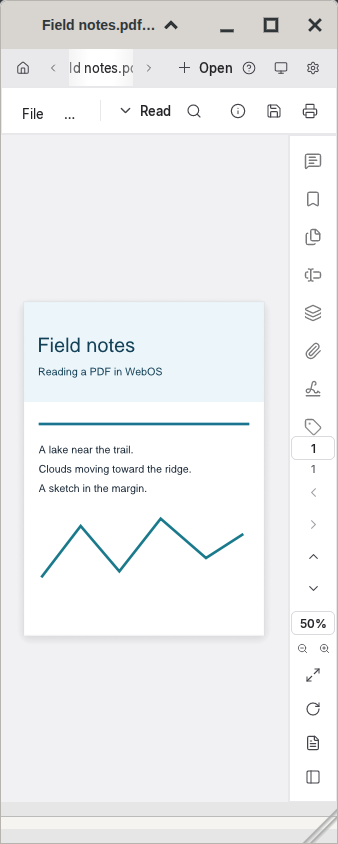 Field notes.pdf...
ld notes.pd
Open
File
...
Read
Field notes
Reading a PDF in WebOS
A lake near the trail.
Clouds moving toward the ridge.
A sketch in the margin.
1
1
50%